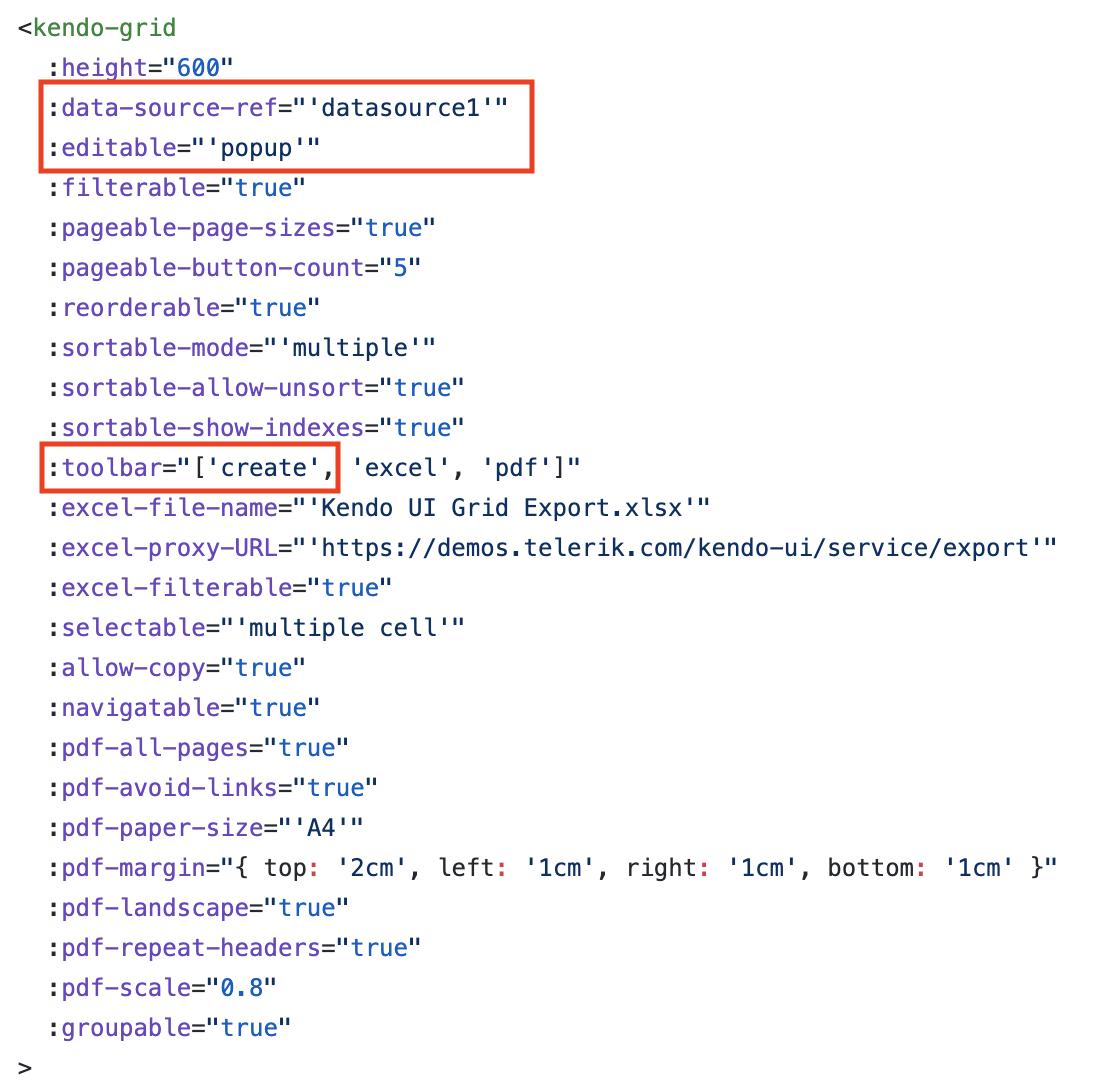 <kendo-grid
:height="600"
:data-source-ref="'datasource1'"
:editable="'popup'"
:filterable="true"
:pageable-page-sizes="true"
:pageable-button-count="5"
:reorderable="true"
:sortable-mode="'multiple'"
:sortable-allow-unsort="true"
:sortable-show-indexes="true"
:toolbar="['create', 'excel', 'pdf']"
:excel-file-name="'Kendo UI Grid Export.xlsx'"
:excel-proxy-URL="'https://demos.telerik.com/kendo-ui/service/export'"
:excel-filterable="true"
:selectable="'multiple cell'"
:allow-copy="true"
:navigatable="true"
:pdf-all-pages="true"
:pdf-avoid-links="true"
:pdf-paper-size="'A4'"
:pdf-margin="{ top: '2cm', left: '1cm', right: '1cm', bottom: '1cm' }"
:pdf-landscape="true"
:pdf-repeat-headers="true"
:pdf-scale="0.8"
:groupable="true"
>